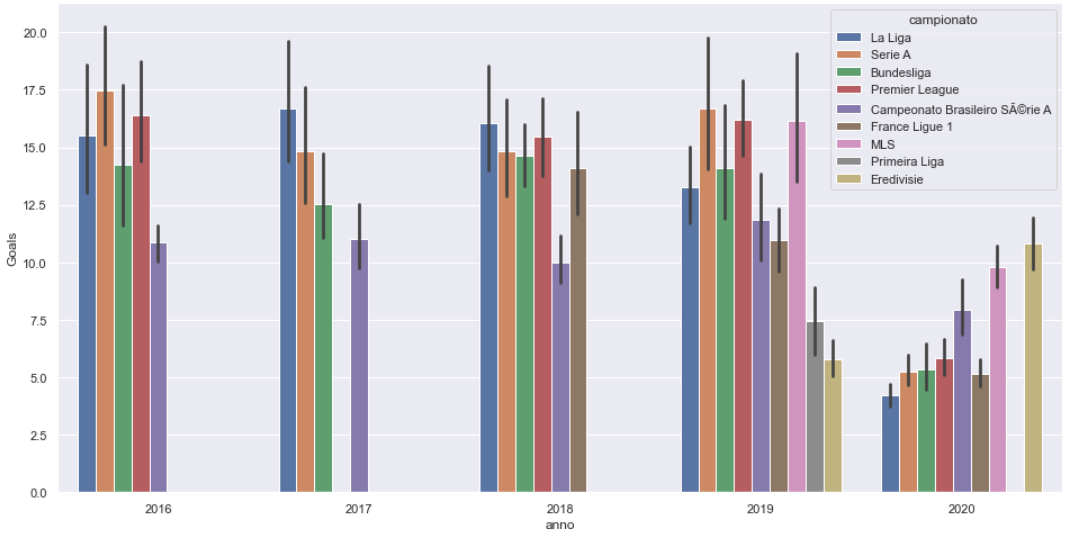 20.0
17.5
15.0
12.5
10.0
7.5
5.0
2.5
0.0
Goals
campionato
La Liga
Serie A
Bundesliga
Premier League
Campeonato Brasileiro SÃ©rie A
France Ligue 1
MLS
Primeira Liga
Eredivisie
2016 2017 2018 2019 2020
anno